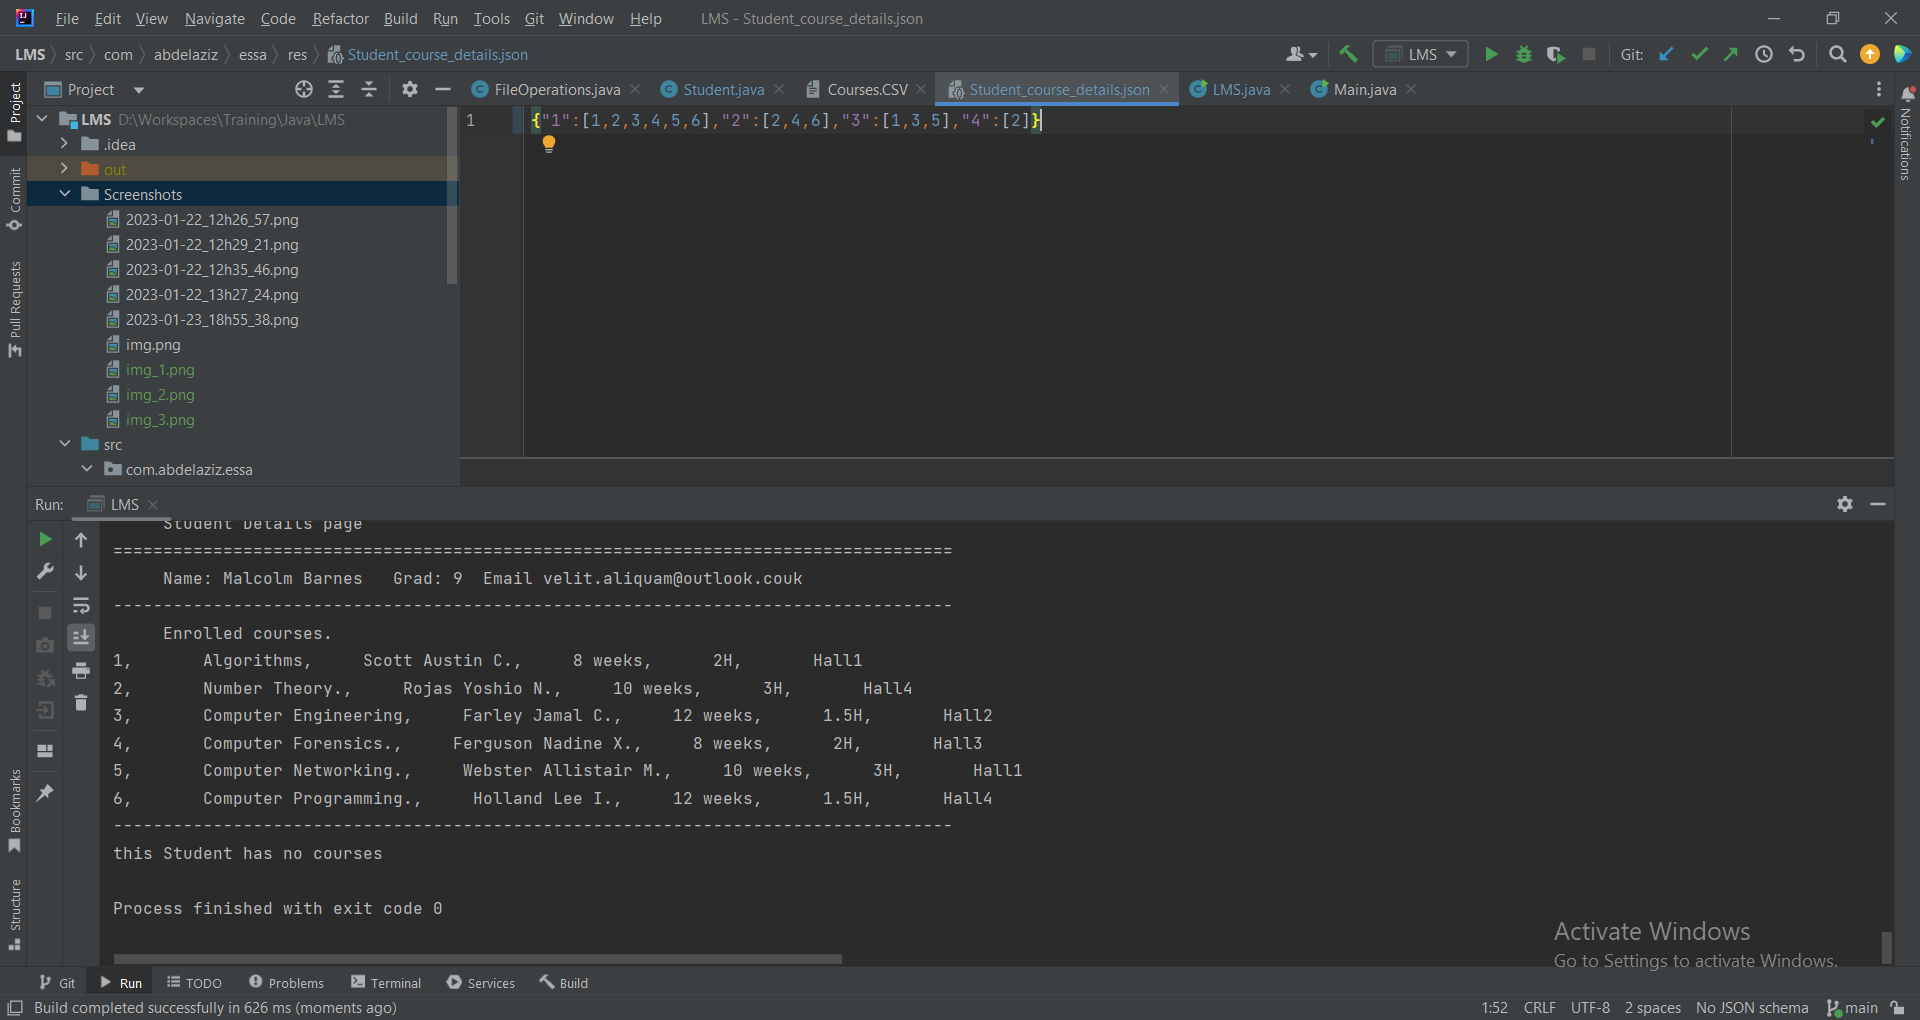 File Edit View Navigate Code Refactor Build Run Tools Git Window Help LMS - Student_course_details.json
LMS src com abdelaziz essa res Student_course_details.json LMS Git:
Project FileOperations.java Student.java Courses.CSV Student_course_details.json LMS.java Main.java
LMS D:\Workspaces\Training\Java\LMS
.idea
out
Screenshots
2023-01-22_12h26_57.png
2023-01-22_12h29_21.png
2023-01-22_12h35_46.png
2023-01-22_13h27_24.png
2023-01-23_18h55_38.png
img.png
img_1.png
img_2.png
img_3.png
src
com.abdelaziz.essa
1 {"1":[1,2,3,4,5,6],"2":[2,4,6],"3":[1,3,5],"4":[2]}
Project
Commit
Pull Requests
Bookmarks
Structure
Notifications
Run: LMS
Student Details page
====================================================================================
Name: Malcolm Barnes Grad: 9 Email velit.aliquam@outlook.couk
------------------------------------------------------------------------------------
Enrolled courses.
1, Algorithms, Scott Austin C., 8 weeks, 2H, Hall1
2, Number Theory., Rojas Yoshio N., 10 weeks, 3H, Hall4
3, Computer Engineering, Farley Jamal C., 12 weeks, 1.5H, Hall2
4, Computer Forensics., Ferguson Nadine X., 8 weeks, 2H, Hall3
5, Computer Networking., Webster Allistair M., 10 weeks, 3H, Hall1
6, Computer Programming., Holland Lee I., 12 weeks, 1.5H, Hall4
------------------------------------------------------------------------------------
this Student has no courses
Process finished with exit code 0
Activate Windows
Go to Settings to activate Windows.
Git Run TODO Problems Terminal Services Build
Build completed successfully in 626 ms (moments ago) 1:52 CRLF UTF-8 2 spaces No JSON schema main